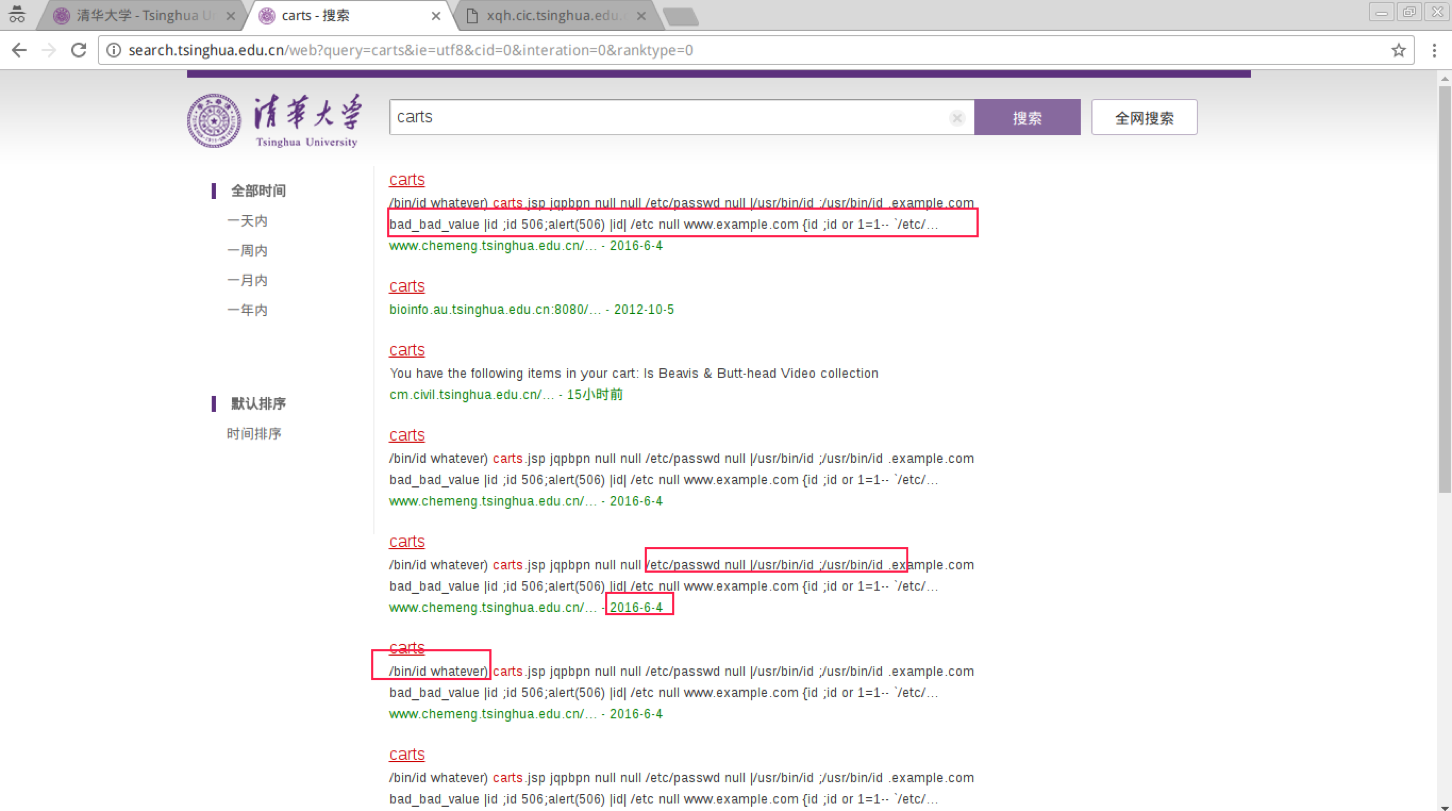 清华大学 - Tsinghua U
carts - 搜索
xqh.cic.tsinghua.edu.
search.tsinghua.edu.cn/web?query=carts&ie=utf8&cid=0&interation=0&ranktype=0
清华大学
Tsinghua University
carts
搜索
全网搜索
全部时间
一天内
一周内
一月内
一年内
默认排序
时间排序
carts
/bin/id whatever) carts.jsp jqpbpn null null /etc/passwd null |/usr/bin/id ;/usr/bin/id .example.com
bad_bad_value |id ;id 506;alert(506) |id| /etc null www.example.com {id ;id or 1=1-- `/etc/...
www.chemeng.tsinghua.edu.cn/... - 2016-6-4
carts
bioinfo.au.tsinghua.edu.cn:8080/... - 2012-10-5
carts
You have the following items in your cart: Is Beavis & Butt-head Video collection
cm.civil.tsinghua.edu.cn/... - 15小时前
carts
/bin/id whatever) carts.jsp jqpbpn null null /etc/passwd null |/usr/bin/id ;/usr/bin/id .example.com
bad_bad_value |id ;id 506;alert(506) |id| /etc null www.example.com {id ;id or 1=1-- `/etc/...
www.chemeng.tsinghua.edu.cn/... - 2016-6-4
carts
/bin/id whatever) carts.jsp jqpbpn null null /etc/passwd null |/usr/bin/id ;/usr/bin/id .example.com
bad_bad_value |id ;id 506;alert(506) |id| /etc null www.example.com {id ;id or 1=1-- `/etc/...
www.chemeng.tsinghua.edu.cn/... - 2016-6-4
carts
/bin/id whatever) carts.jsp jqpbpn null null /etc/passwd null |/usr/bin/id ;/usr/bin/id .example.com
bad_bad_value |id ;id 506;alert(506) |id| /etc null www.example.com {id ;id or 1=1-- `/etc/...
www.chemeng.tsinghua.edu.cn/... - 2016-6-4
carts
/bin/id whatever) carts.jsp jqpbpn null null /etc/passwd null |/usr/bin/id ;/usr/bin/id .example.com
bad_bad_value |id ;id 506;alert(506) |id| /etc null www.example.com {id ;id or 1=1-- `/etc/...